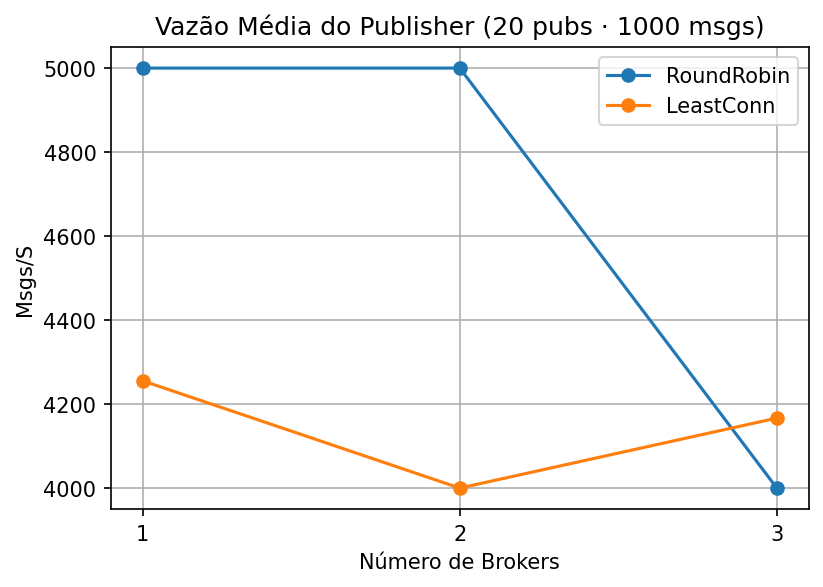 Vazão Média do Publisher (20 pubs · 1000 msgs)
RoundRobin
LeastConn
5000
4800
4600
4400
4200
4000
Msgs/S
1
2
3
Número de Brokers